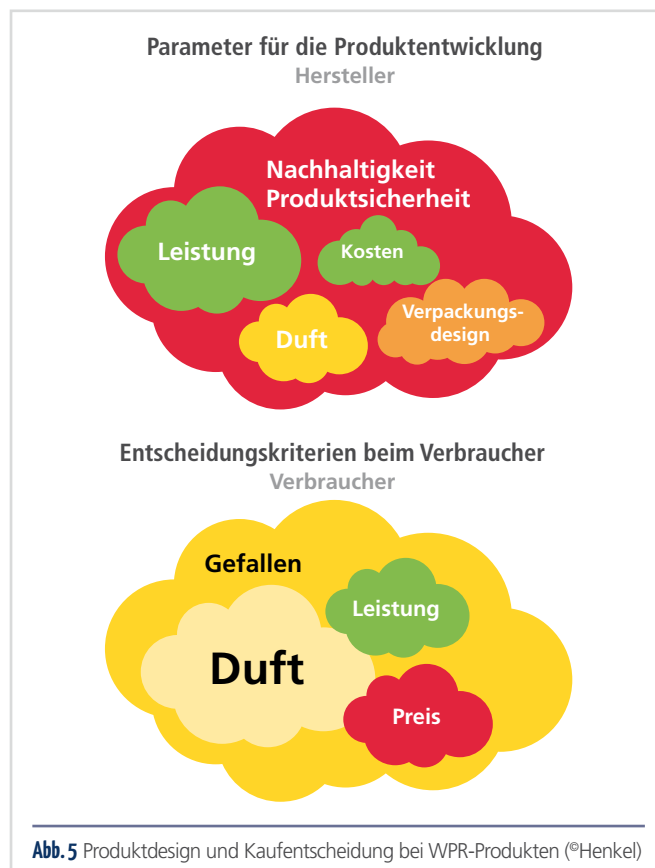 Parameter für die Produktentwicklung
Hersteller
Nachhaltigkeit
Produktsicherheit
Leistung
Kosten
Verpackungs-
design
Duft
Entscheidungskriterien beim Verbraucher
Verbraucher
Gefallen
Leistung
Duft
Preis
Abb. 5 Produktdesign und Kaufentscheidung bei WPR-Produkten (©Henkel)